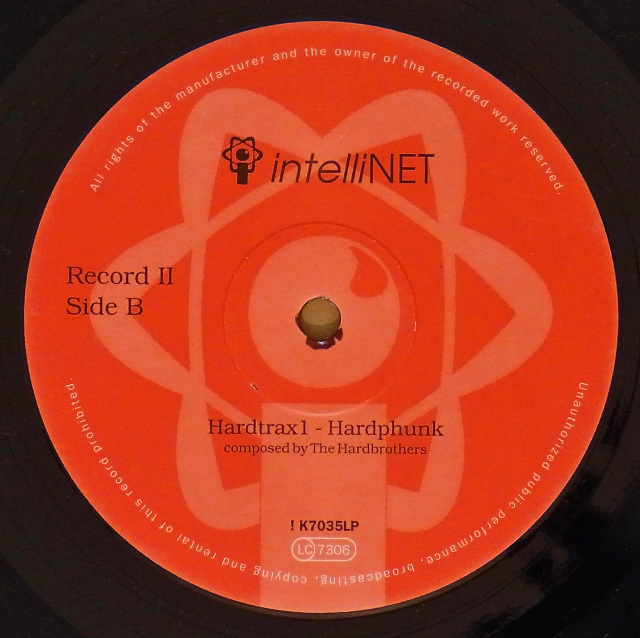 All rights of the manufacturer and the owner of the recorded work reserved.
intelliNET
Record II
Side B
Hardtrax1 - Hardphunk
composed by The Hardbrothers
! K7035LP
LC 7306
Unauthorized public performance, broadcasting, copying and rental of this record prohibited.